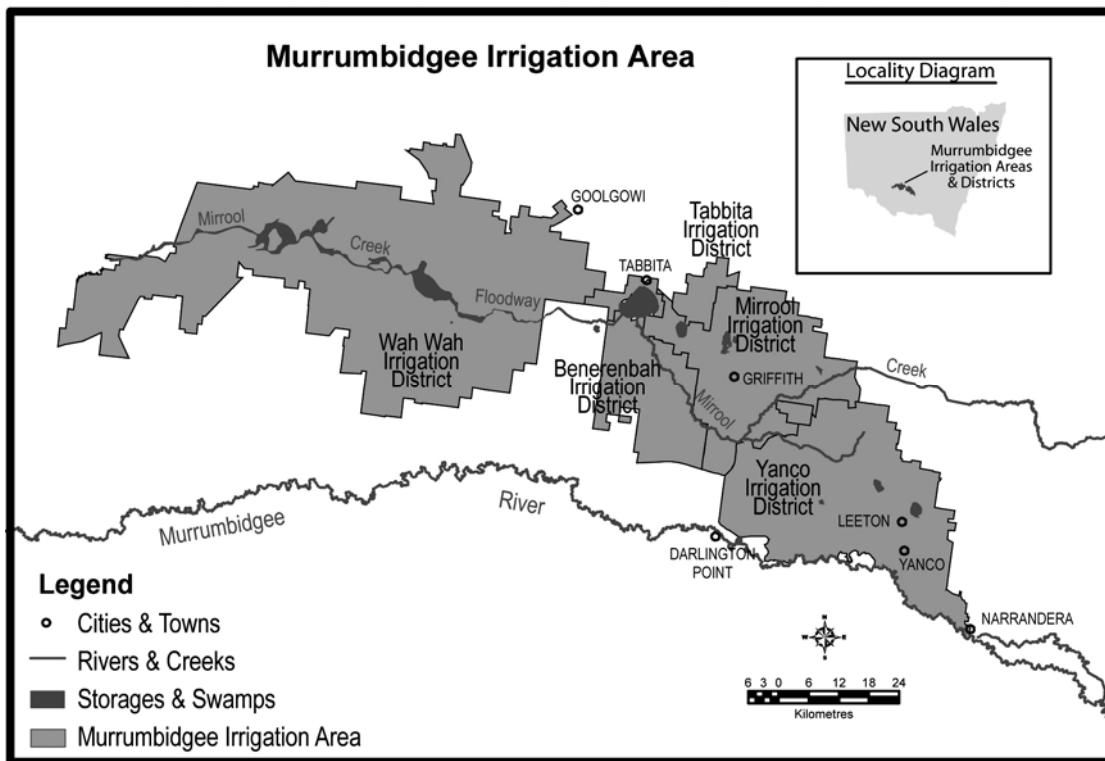 Murrumbidgee Irrigation Area
Locality Diagram
New South Wales
Murrumbidgee
Irrigation Areas
& Districts
GOOLGOWI
Tabbita
Irrigation
District
TABBITA
Mirrool
Creek
Floodway
Mirrool
Irrigation
District
Wah Wah
Irrigation
District
Benerenbah
Irrigation
District
GRIFFITH
Creek
Mirrool
Yanco
Irrigation
District
LEETON
YANCO
Murrumbidgee
River
DARLINGTON
POINT
NARRANDERA
Legend
Cities & Towns
Rivers & Creeks
Storages & Swamps
Murrumbidgee Irrigation Area
N
W E
S
6 3 0 6 12 18 24
Kilometres